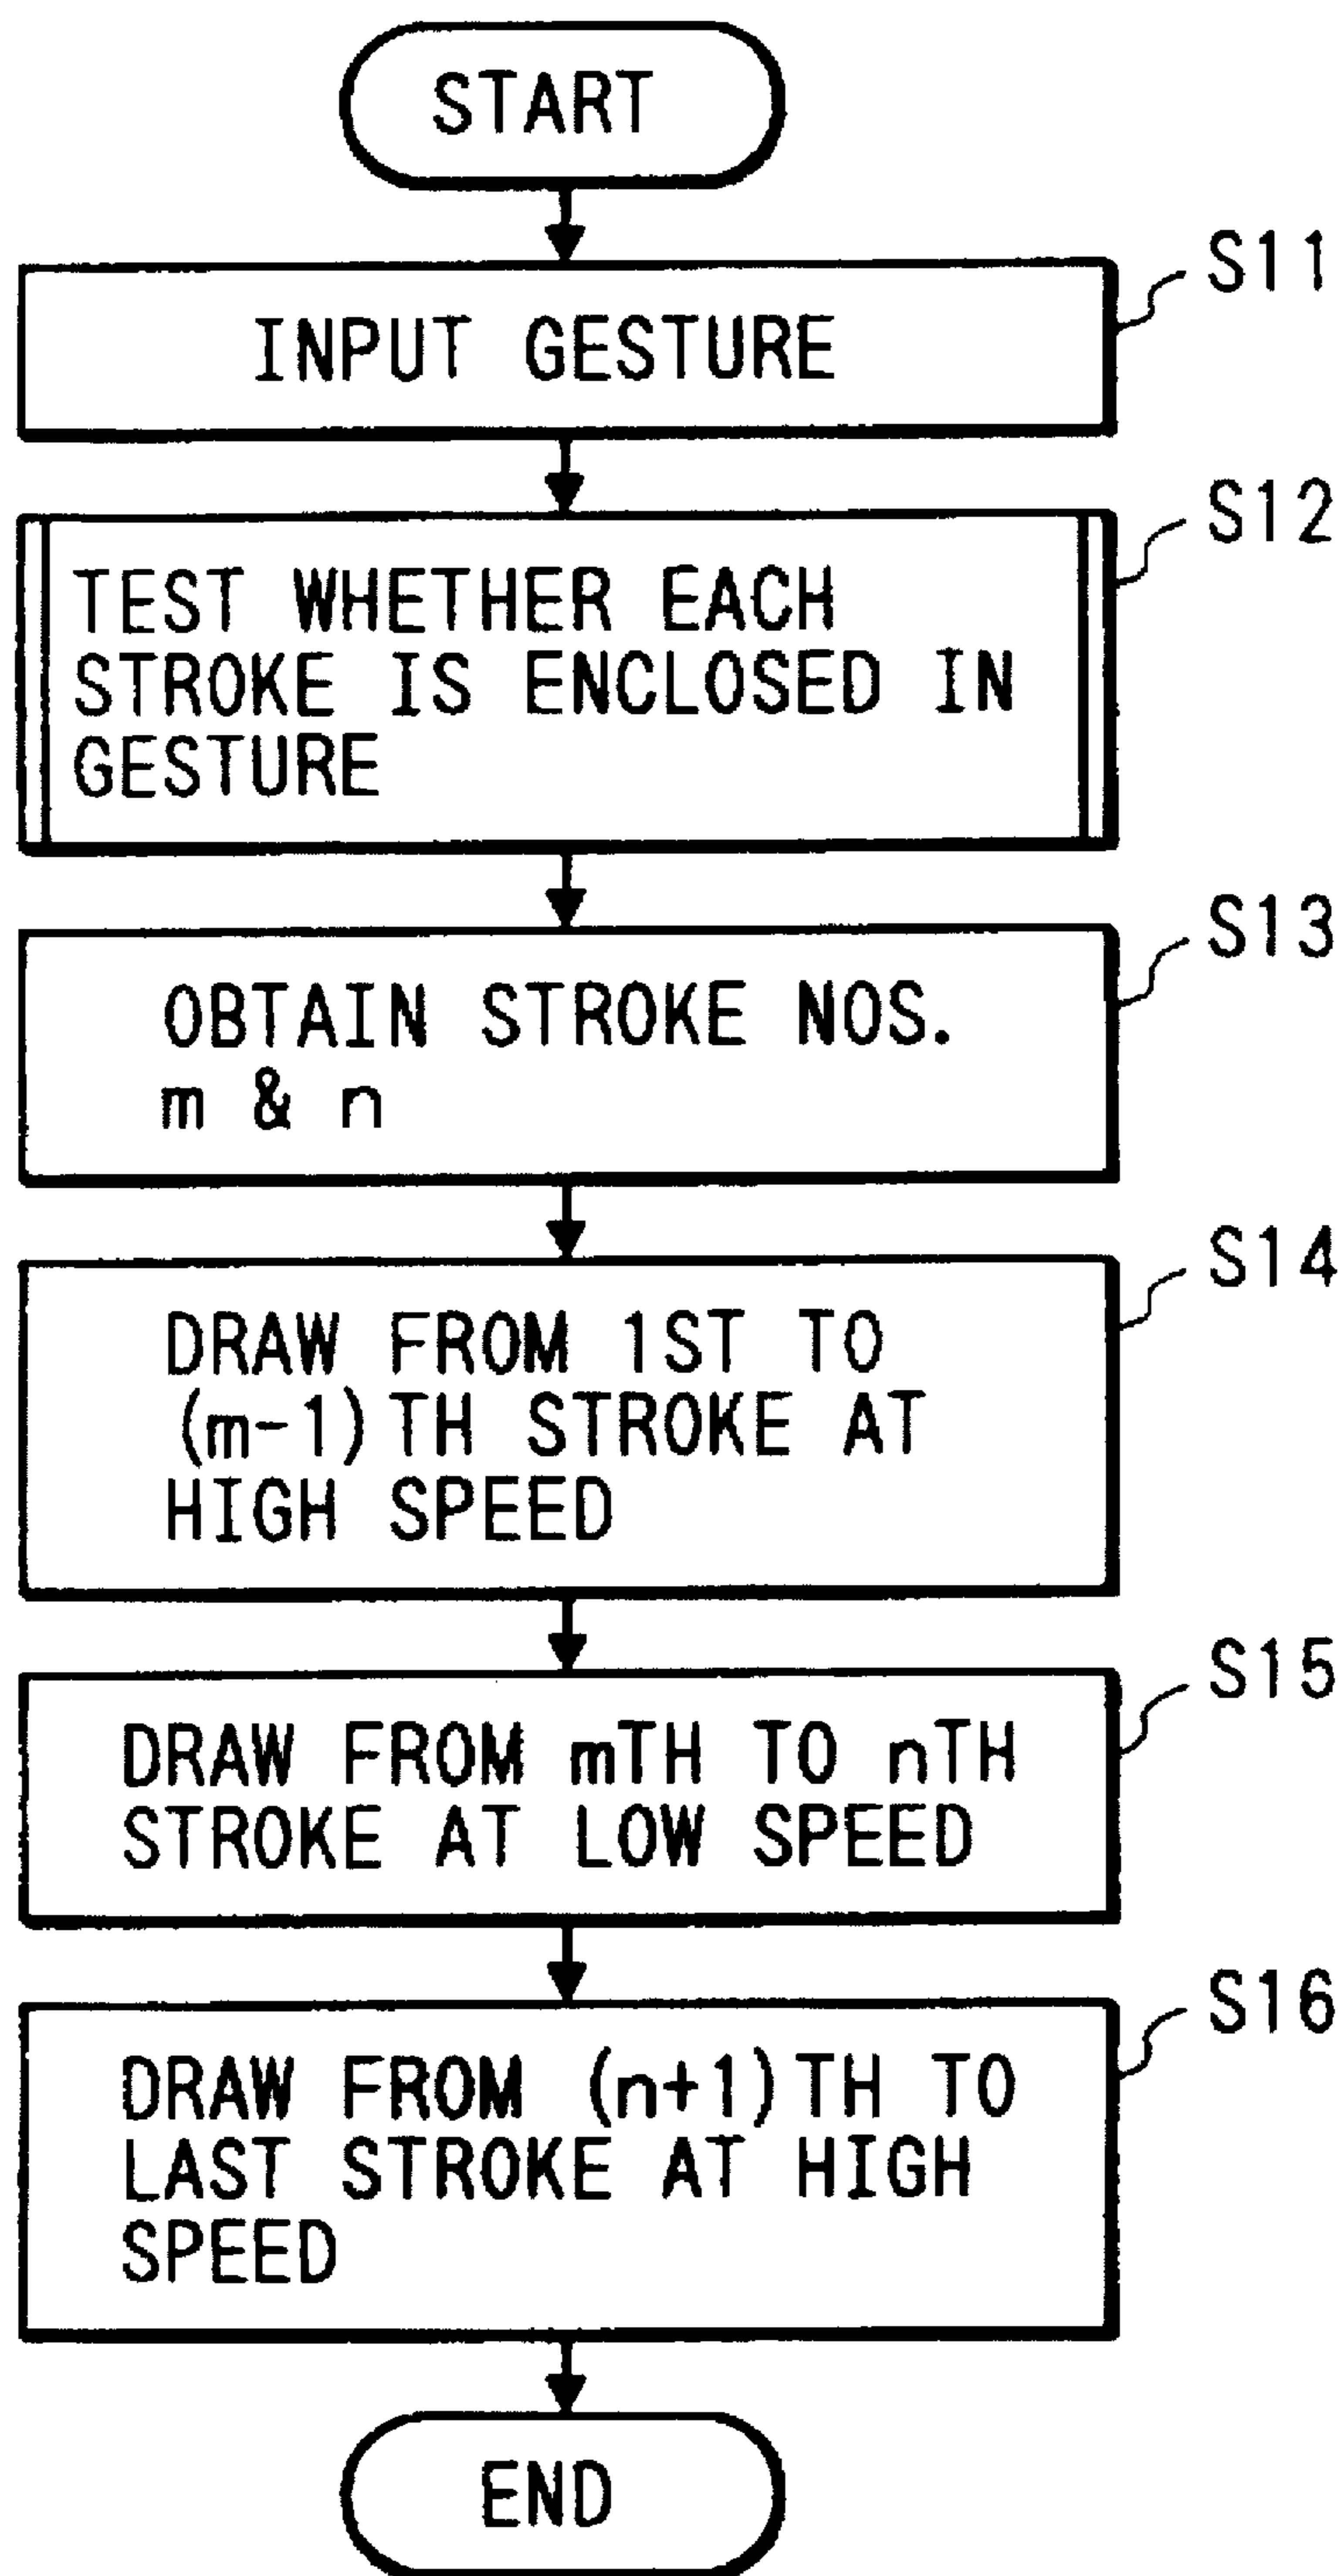 START
S11
INPUT GESTURE
S12
TEST WHETHER EACH
STROKE IS ENCLOSED IN
GESTURE
S13
OBTAIN STROKE NOS.
m & n
S14
DRAW FROM 1ST TO
(m-1)TH STROKE AT
HIGH SPEED
S15
DRAW FROM mTH TO nTH
STROKE AT LOW SPEED
S16
DRAW FROM (n+1)TH TO
LAST STROKE AT HIGH
SPEED
END